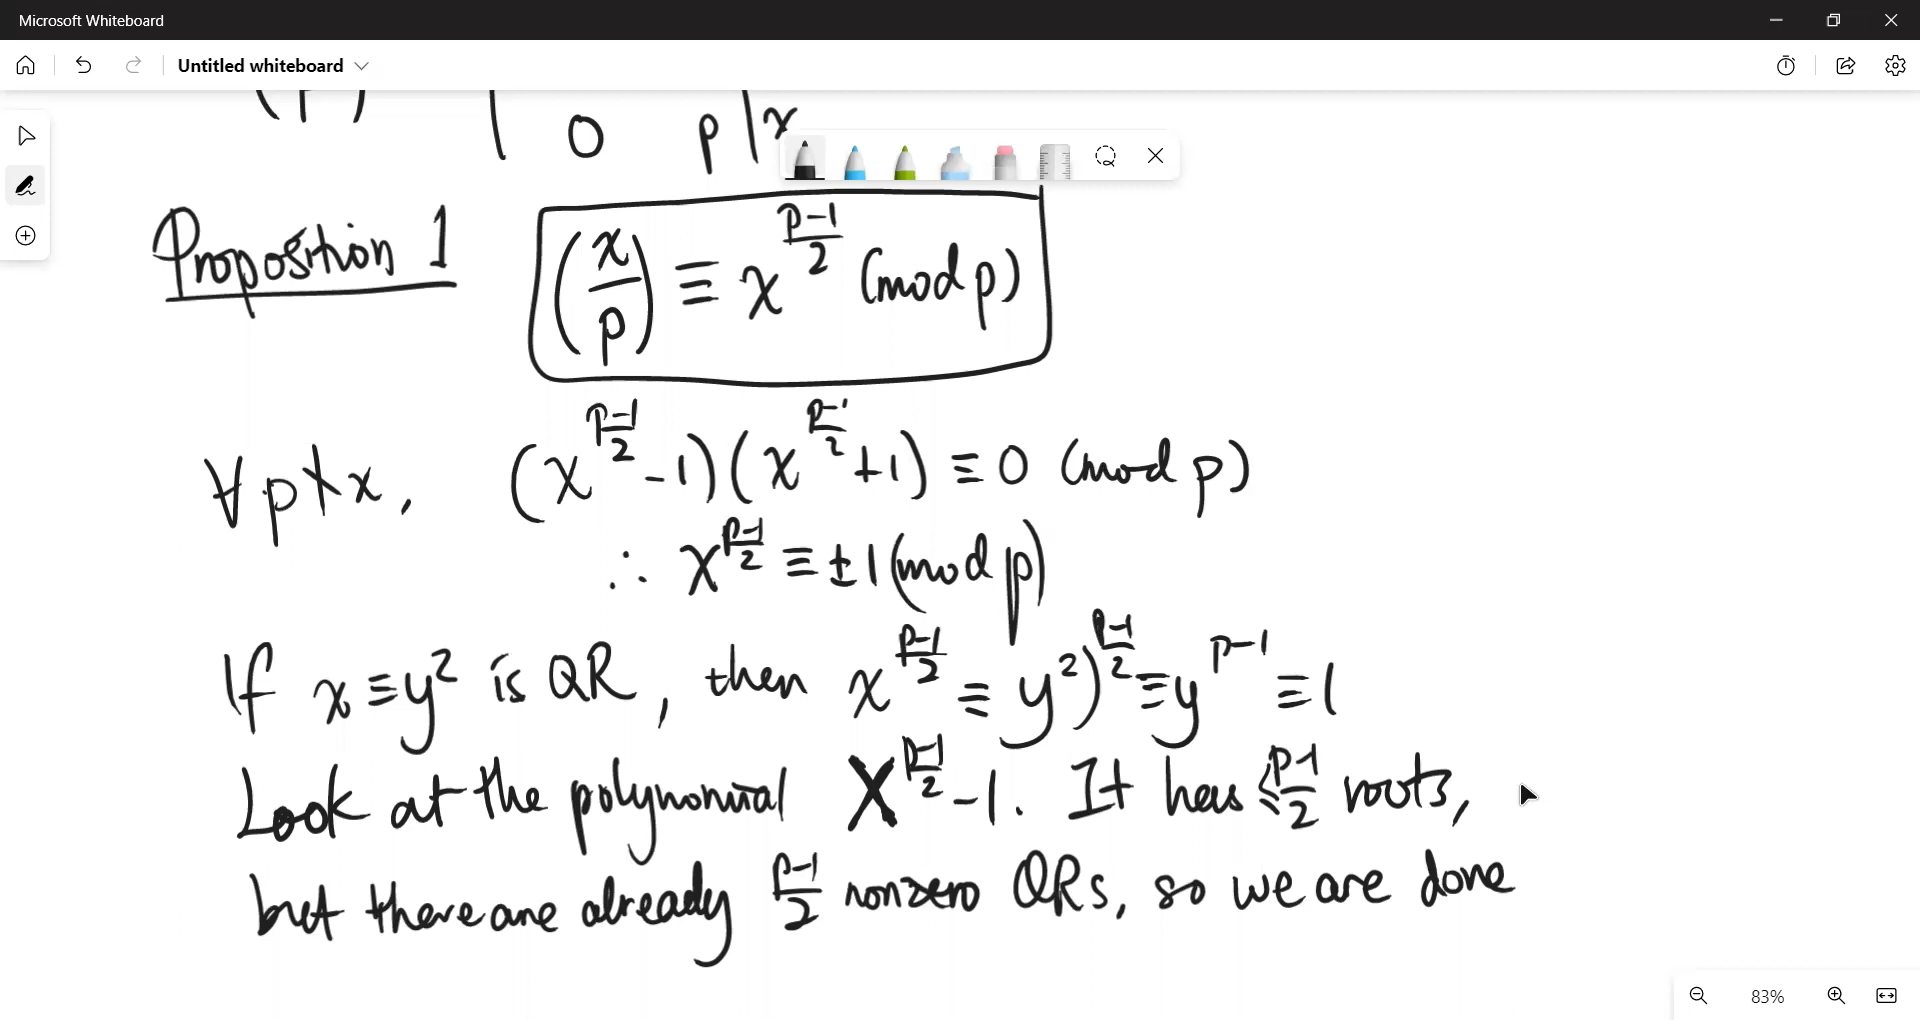 Microsoft Whiteboard
Untitled whiteboard
(p)
0 p|x
Proposition 1 (x/p) ≡ x^((p-1)/2) (mod p)
∀ p∤x, (x^((p-1)/2) -1)(x^((p-1)/2) +1) ≡ 0 (mod p)
∴ x^((p-1)/2) ≡ ±1 (mod p)
If x ≡ y² is QR, then x^((p-1)/2) ≡ y²)^((p-1)/2) ≡ y^(p-1) ≡ 1
Look at the polynomial X^((p-1)/2) -1. It has ≤ (p-1)/2 roots,
but there are already (p-1)/2 nonzero QRs, so we are done
83%